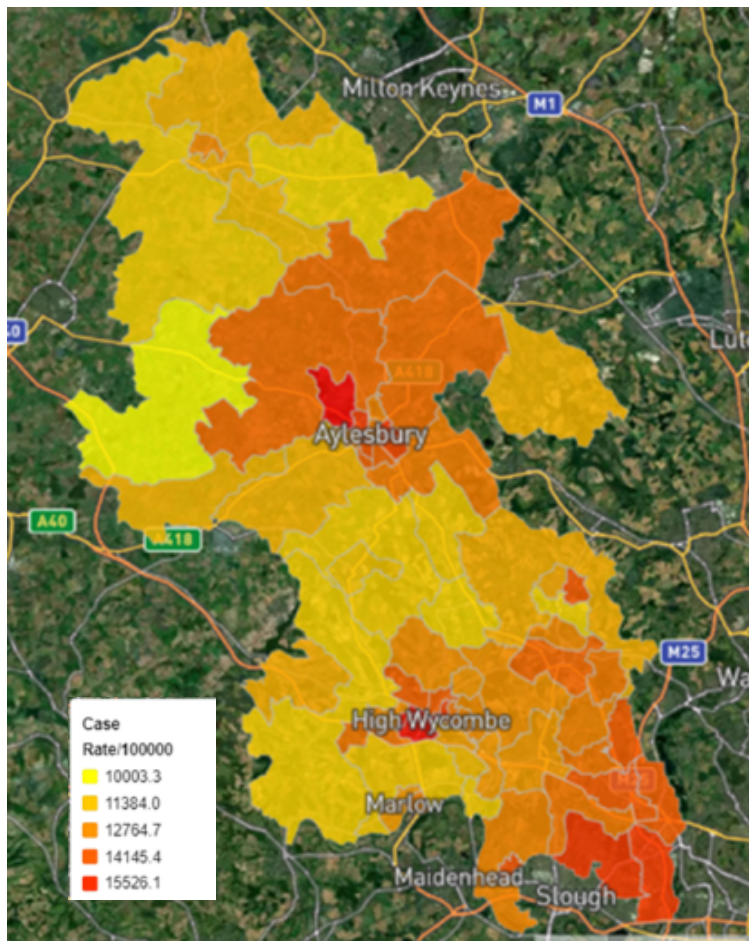 Milton Keynes
M1
40
Lut
A418
Aylesbury
A40
A418
M25
Wa
Case
Rate/100000
10003.3
11384.0
12764.7
14145.4
15526.1
High Wycombe
Marlow
Maidenhead
Slough